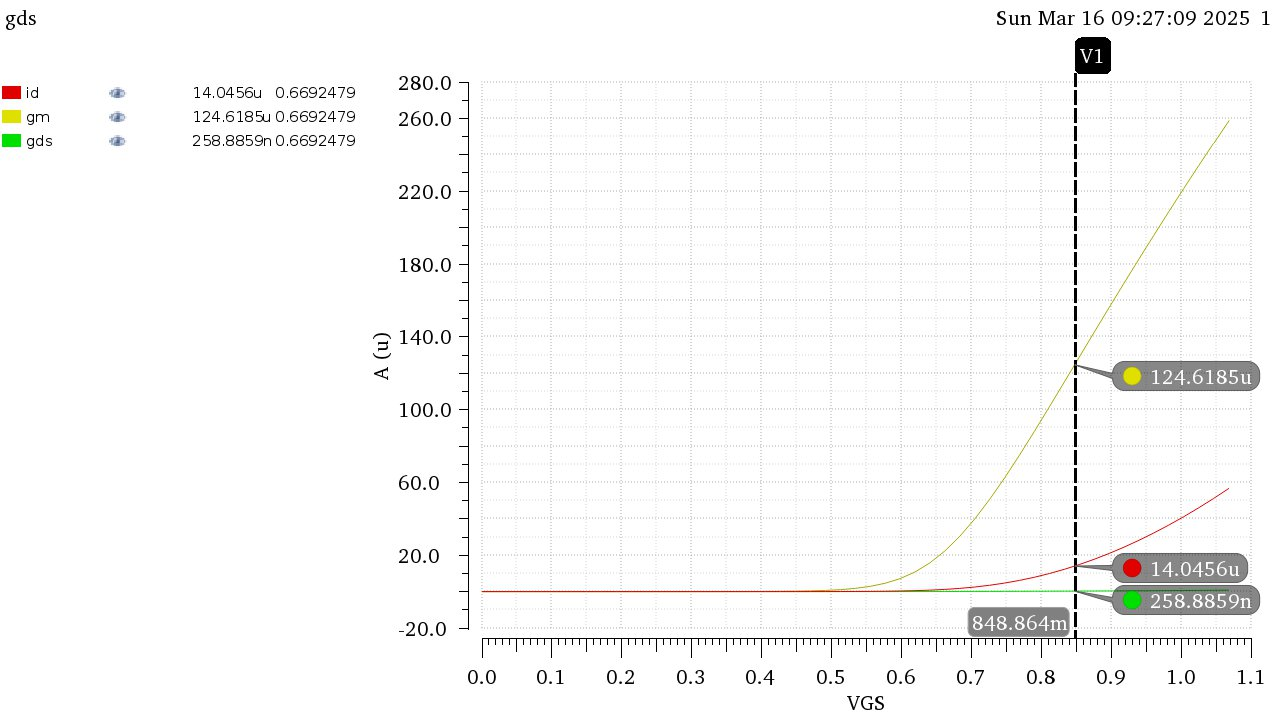 gds
Sun Mar 16 09:27:09 2025 1
V1
id 14.0456u 0.6692479
gm 124.6185u 0.6692479
gds 258.8859n 0.6692479
280.0
260.0
220.0
180.0
140.0
100.0
60.0
20.0
-20.0
A (u)
124.6185u
14.0456u
258.8859n
848.864m
0.0 0.1 0.2 0.3 0.4 0.5 0.6 0.7 0.8 0.9 1.0 1.1
VGS